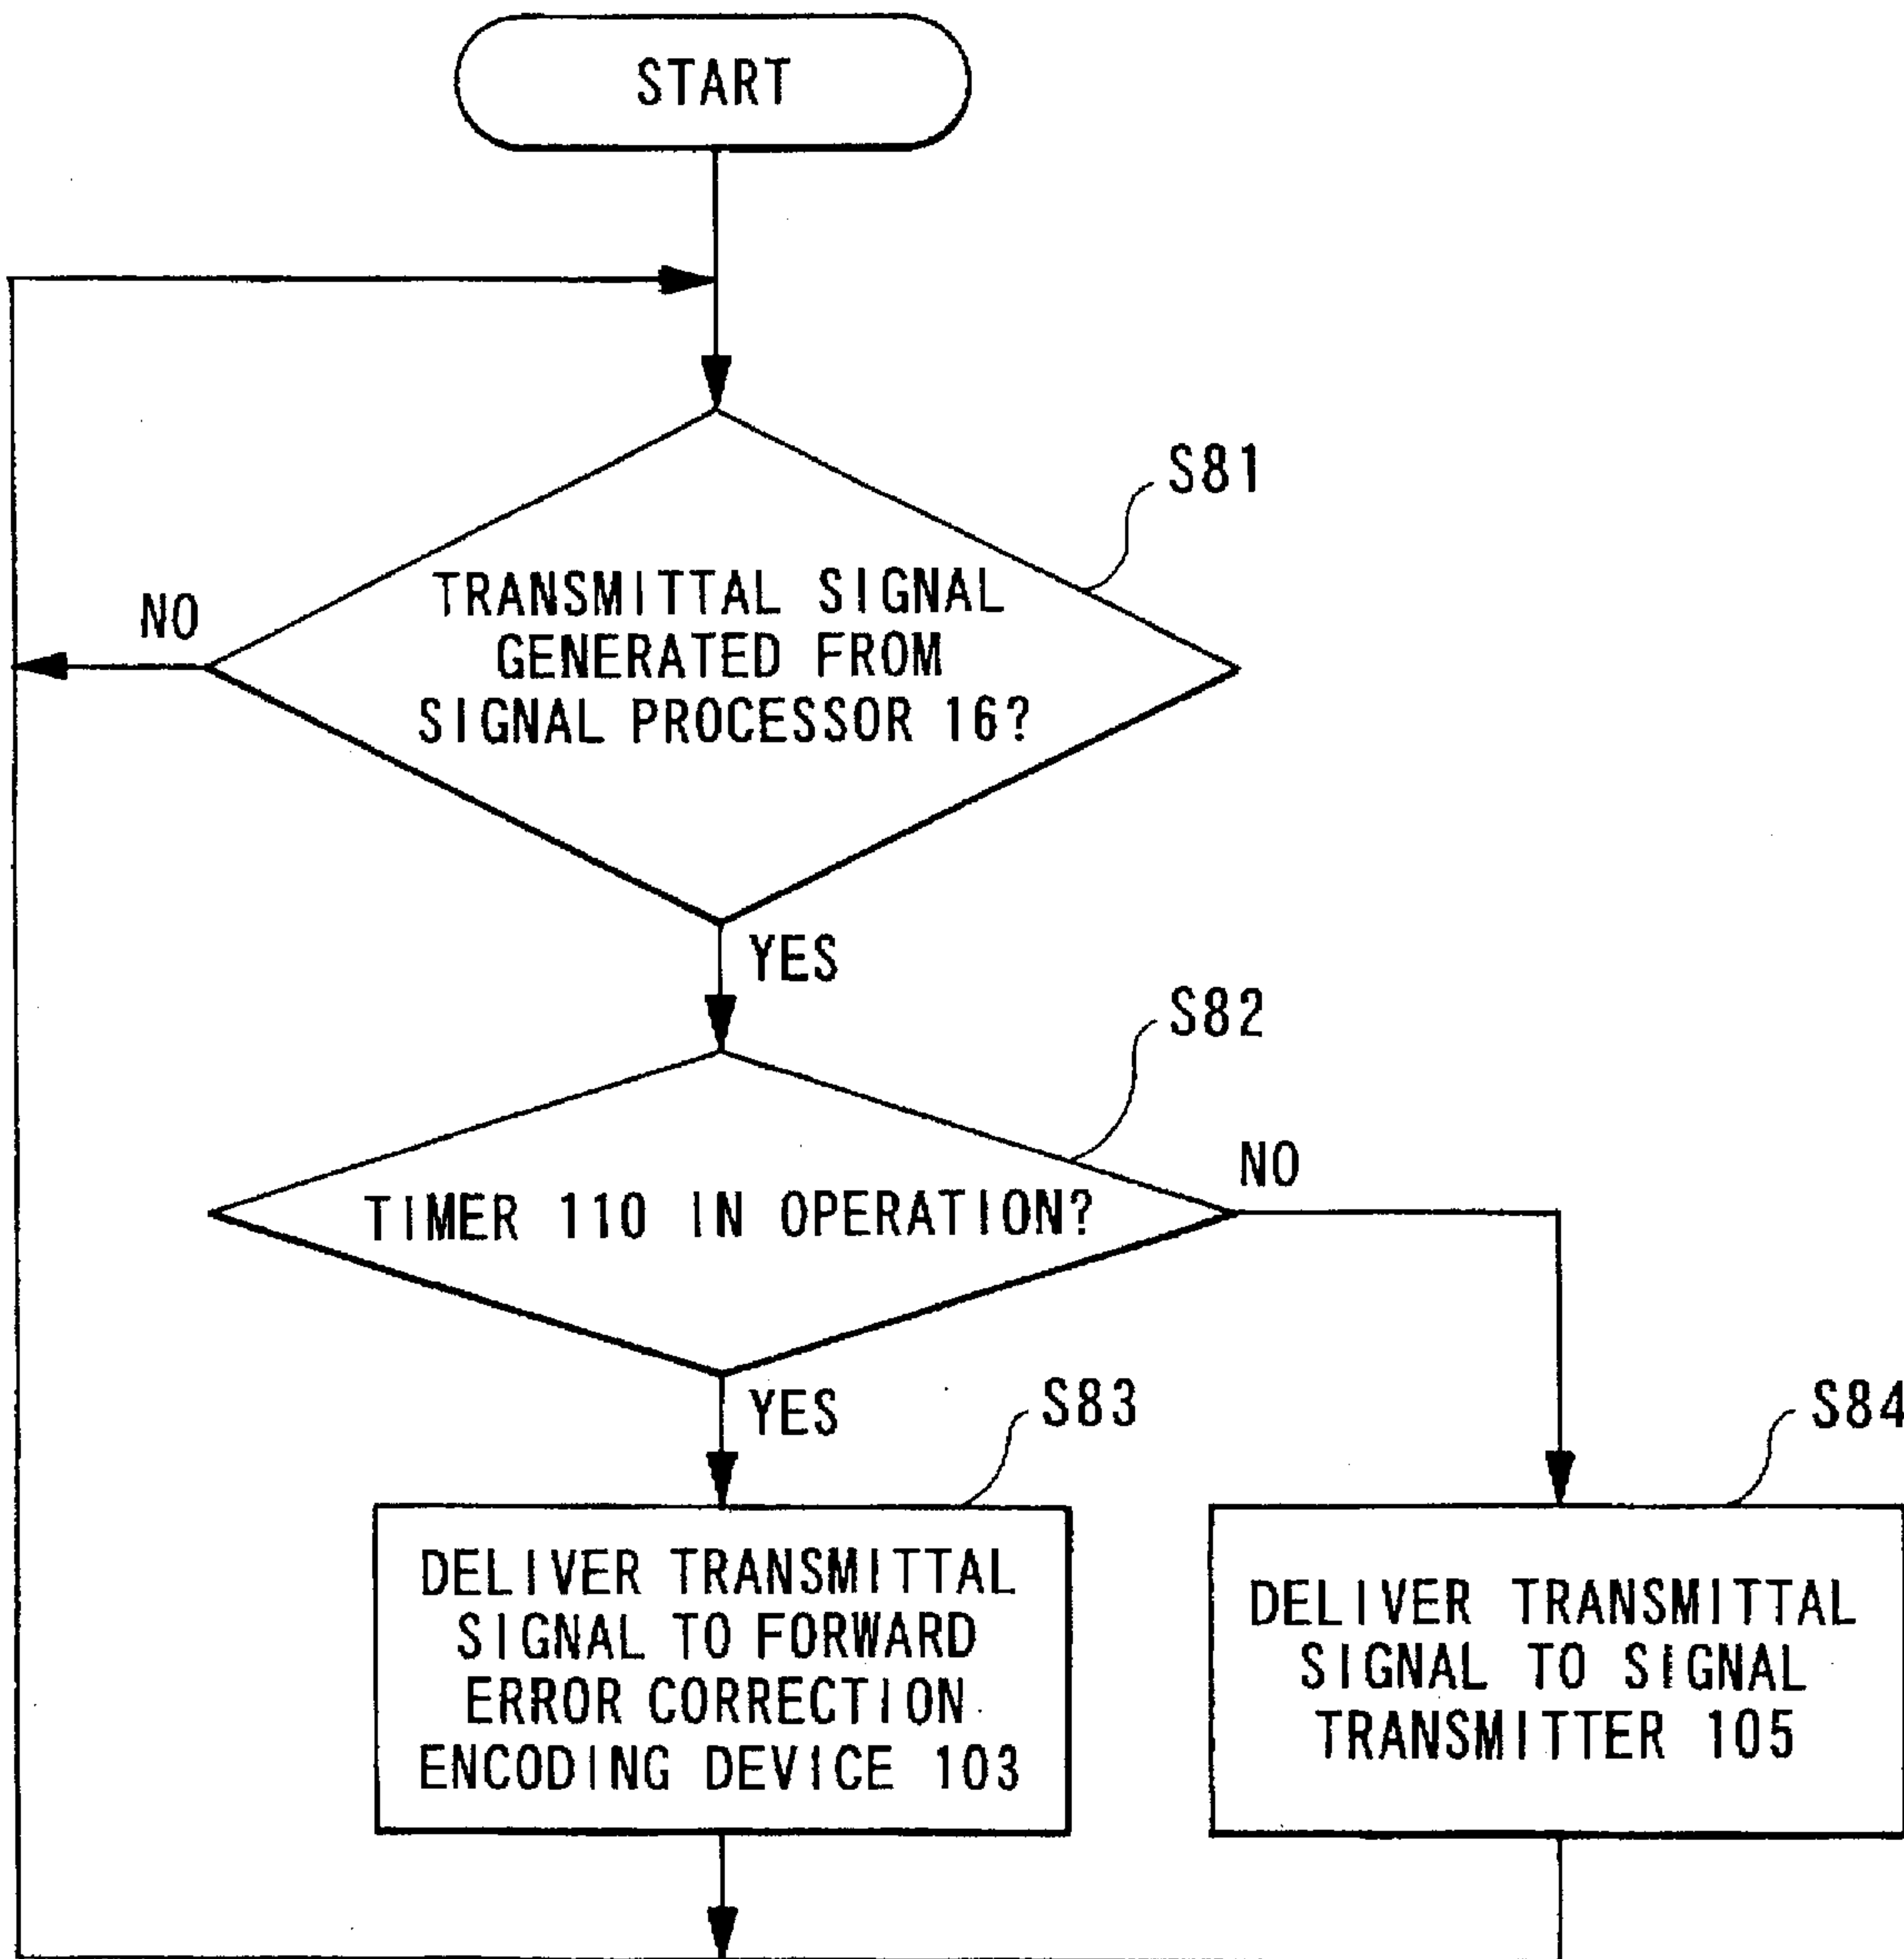 START
S81
NO
TRANSMITTAL SIGNAL
GENERATED FROM
SIGNAL PROCESSOR 16?
YES
S82
NO
TIMER 110 IN OPERATION?
YES
S83
S84
DELIVER TRANSMITTAL
SIGNAL TO FORWARD
ERROR CORRECTION
ENCODING DEVICE 103
DELIVER TRANSMITTAL
SIGNAL TO SIGNAL
TRANSMITTER 105